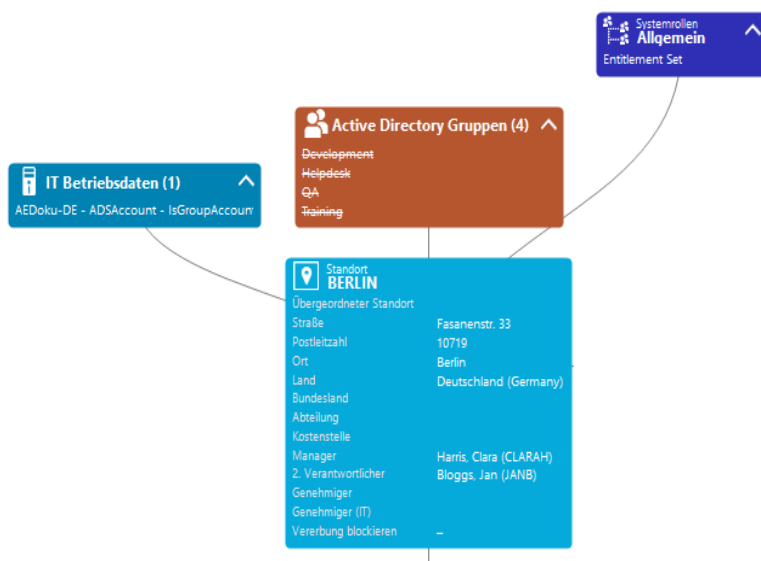 Systemrollen
Allgemein
Entitlement Set
Active Directory Gruppen (4)
Development
Helpdesk
QA
Training
IT Betriebsdaten (1)
AEDoku-DE - ADSAccount - IsGroupAccoun
Standort
BERLIN
Übergeordneter Standort
Straße Fasanenstr. 33
Postleitzahl 10719
Ort Berlin
Land Deutschland (Germany)
Bundesland
Abteilung
Kostenstelle
Manager Harris, Clara (CLARAH)
2. Verantwortlicher Bloggs, Jan (JANB)
Genehmiger
Genehmiger (IT)
Vererbung blockieren –